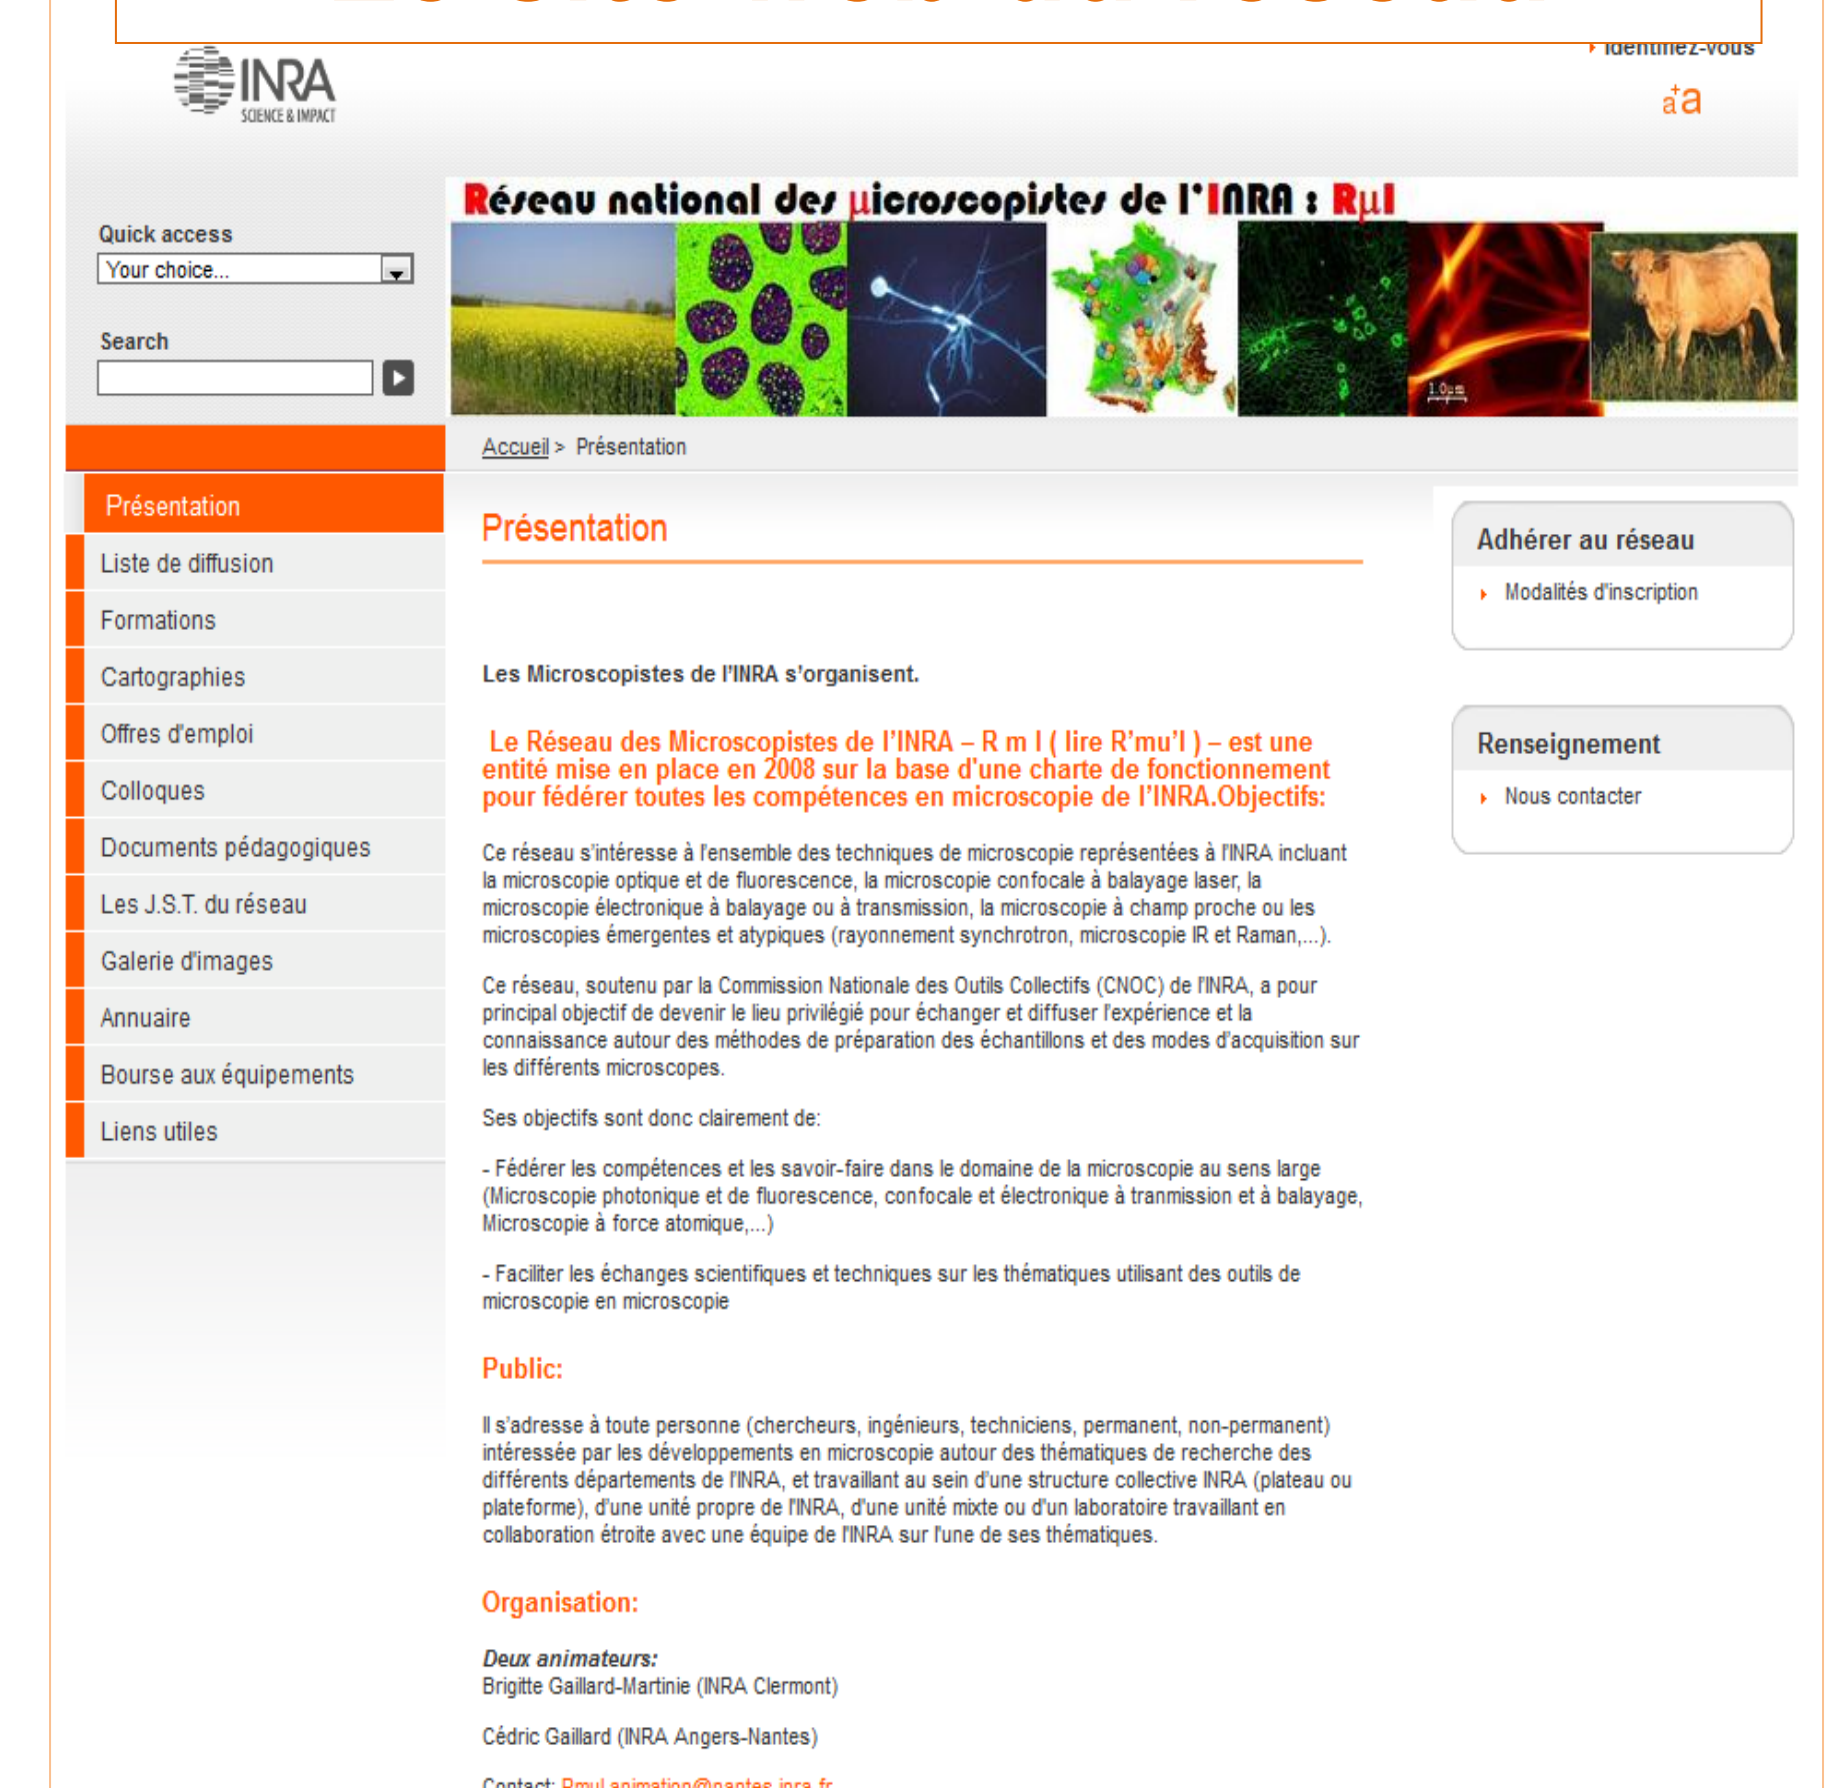 Le site web du réseau
Identifiez-vous
INRA
SCIENCE & IMPACT
a+a
Réseau national des µicroscopistes de l'INRA : RµI
Quick access
Your choice...
Search
1.0µm
Accueil > Présentation
Présentation
Liste de diffusion
Formations
Cartographies
Offres d'emploi
Colloques
Documents pédagogiques
Les J.S.T. du réseau
Galerie d'images
Annuaire
Bourse aux équipements
Liens utiles
Présentation
Les Microscopistes de l'INRA s'organisent.
Le Réseau des Microscopistes de l'INRA – R m I ( lire R'mu'I ) – est une
entité mise en place en 2008 sur la base d'une charte de fonctionnement
pour fédérer toutes les compétences en microscopie de l'INRA.Objectifs:
Ce réseau s'intéresse à l'ensemble des techniques de microscopie représentées à l'INRA incluant
la microscopie optique et de fluorescence, la microscopie confocale à balayage laser, la
microscopie électronique à balayage ou à transmission, la microscopie à champ proche ou les
microscopies émergentes et atypiques (rayonnement synchrotron, microscopie IR et Raman,...).
Ce réseau, soutenu par la Commission Nationale des Outils Collectifs (CNOC) de l'INRA, a pour
principal objectif de devenir le lieu privilégié pour échanger et diffuser l'expérience et la
connaissance autour des méthodes de préparation des échantillons et des modes d'acquisition sur
les différents microscopes.
Ses objectifs sont donc clairement de:
- Fédérer les compétences et les savoir-faire dans le domaine de la microscopie au sens large
(Microscopie photonique et de fluorescence, confocale et électronique à tranmission et à balayage,
Microscopie à force atomique,...)
- Faciliter les échanges scientifiques et techniques sur les thématiques utilisant des outils de
microscopie en microscopie
Public:
Il s'adresse à toute personne (chercheurs, ingénieurs, techniciens, permanent, non-permanent)
intéressée par les développements en microscopie autour des thématiques de recherche des
différents départements de l'INRA, et travaillant au sein d'une structure collective INRA (plateau ou
plateforme), d'une unité propre de l'INRA, d'une unité mixte ou d'un laboratoire travaillant en
collaboration étroite avec une équipe de l'INRA sur l'une de ses thématiques.
Organisation:
Deux animateurs:
Brigitte Gaillard-Martinie (INRA Clermont)
Cédric Gaillard (INRA Angers-Nantes)
Contact: Rmul.animation@nantes.inra.fr
Adhérer au réseau
Modalités d'inscription
Renseignement
Nous contacter